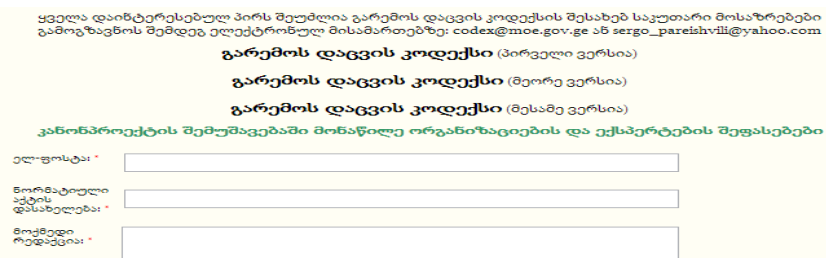 ყველა დაინტერესებულ პირს შეუძლია გარემოს დაცვის კოდექსის შესახებ საკუთარი მოსაზრებები
გამოგზავნოს შემდეგ ელექტრონულ მისამართებზე: codex@moe.gov.ge ან sergo_pareishvili@yahoo.com
გარემოს დაცვის კოდექსი (პირველი ვერსია)
გარემოს დაცვის კოდექსი (მეორე ვერსია)
გარემოს დაცვის კოდექსი (მესამე ვერსია)
კანონპროექტის შემუშავებაში მონაწილე ორგანიზაციების და ექსპერტების შეფასებები
ელ-ფოსტა: *
ნორმატიული
აქტის
დასახელება: *
მოქმედი
რედაქცია: *